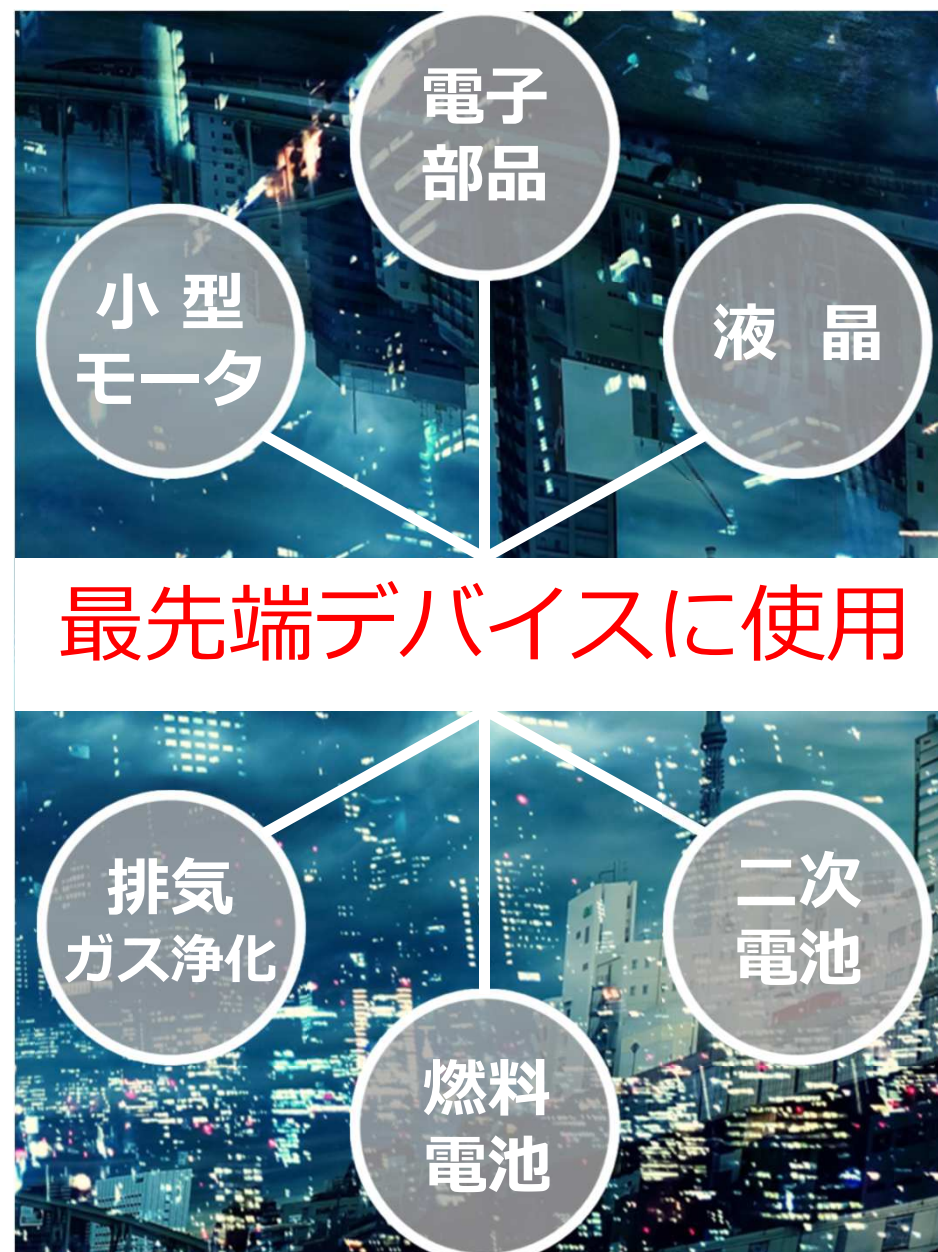 電子
部品
小 型
モータ
液 晶
最先端デバイスに使用
排気
ガス浄化
二次
電池
燃料
電池